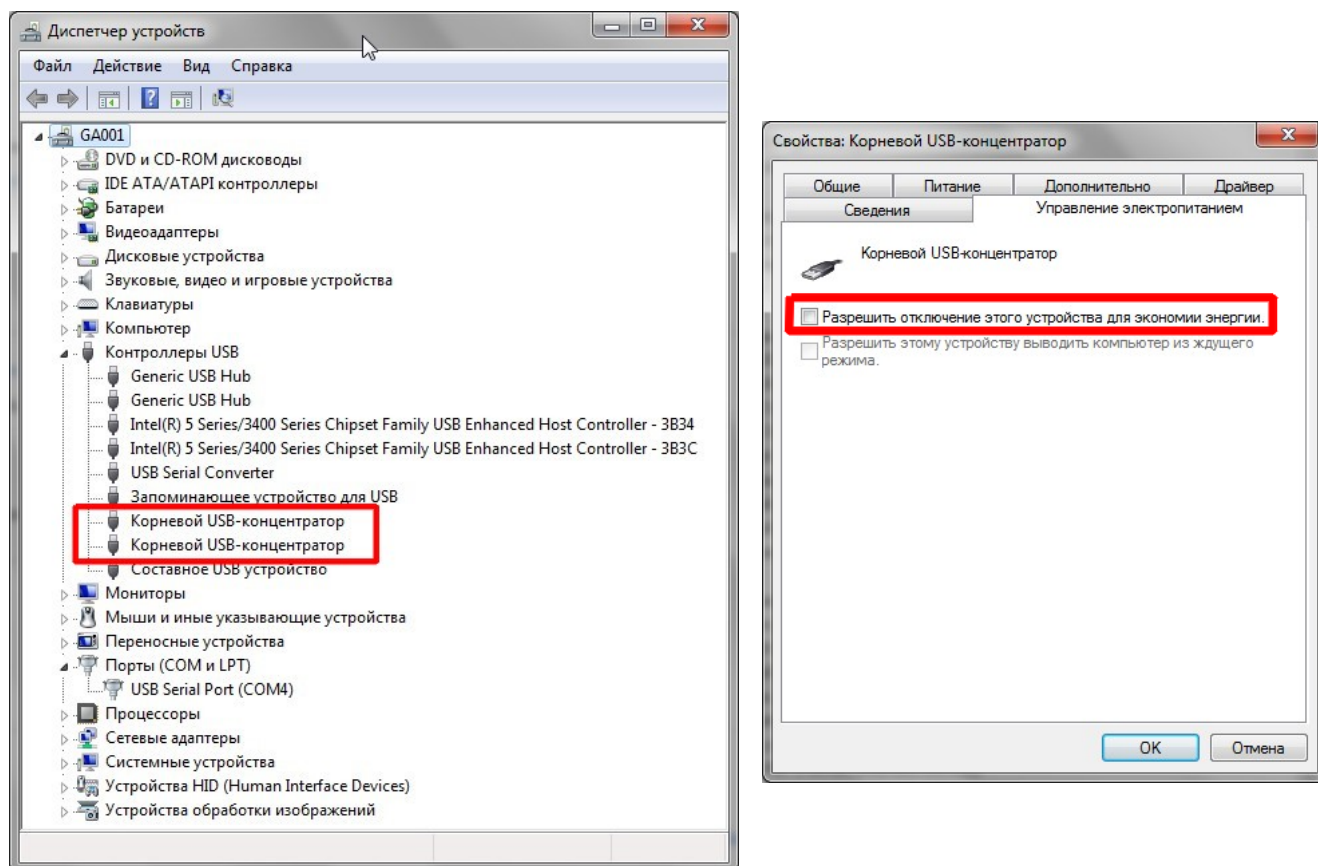 Диспетчер устройств
Файл Действие Вид Справка
GA001
DVD и CD-ROM дисководы
IDE ATA/ATAPI контроллеры
Батареи
Видеоадаптеры
Дисковые устройства
Звуковые, видео и игровые устройства
Клавиатуры
Компьютер
Контроллеры USB
Generic USB Hub
Generic USB Hub
Intel(R) 5 Series/3400 Series Chipset Family USB Enhanced Host Controller - 3B34
Intel(R) 5 Series/3400 Series Chipset Family USB Enhanced Host Controller - 3B3C
USB Serial Converter
Запоминающее устройство для USB
Корневой USB-концентратор
Корневой USB-концентратор
Составное USB устройство
Мониторы
Мыши и иные указывающие устройства
Переносные устройства
Порты (COM и LPT)
USB Serial Port (COM4)
Процессоры
Сетевые адаптеры
Системные устройства
Устройства HID (Human Interface Devices)
Устройства обработки изображений
Свойства: Корневой USB-концентратор
Общие Питание Дополнительно Драйвер
Сведения Управление электропитанием
Корневой USB-концентратор
Разрешить отключение этого устройства для экономии энергии.
Разрешить этому устройству выводить компьютер из ждущего
режима.
OK Отмена